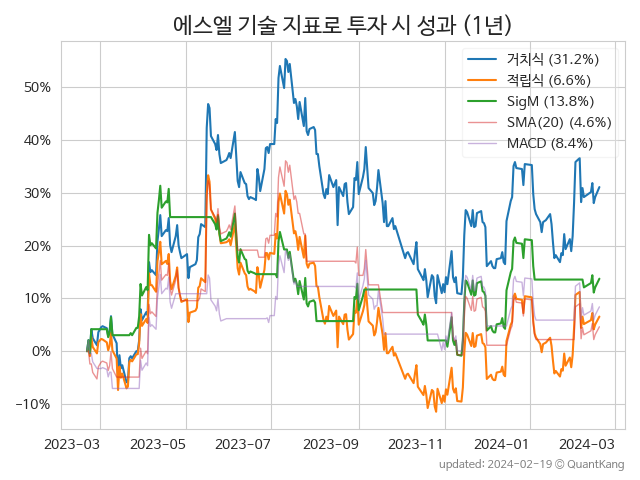 에스엘 기술 지표로 투자 시 성과 (1년)
거치식 (31.2%)
적립식 (6.6%)
SigM (13.8%)
SMA(20) (4.6%)
MACD (8.4%)
50%
40%
30%
20%
10%
0%
−10%
2023-03 2023-05 2023-07 2023-09 2023-11 2024-01 2024-03
updated: 2024-02-19 © QuantKang